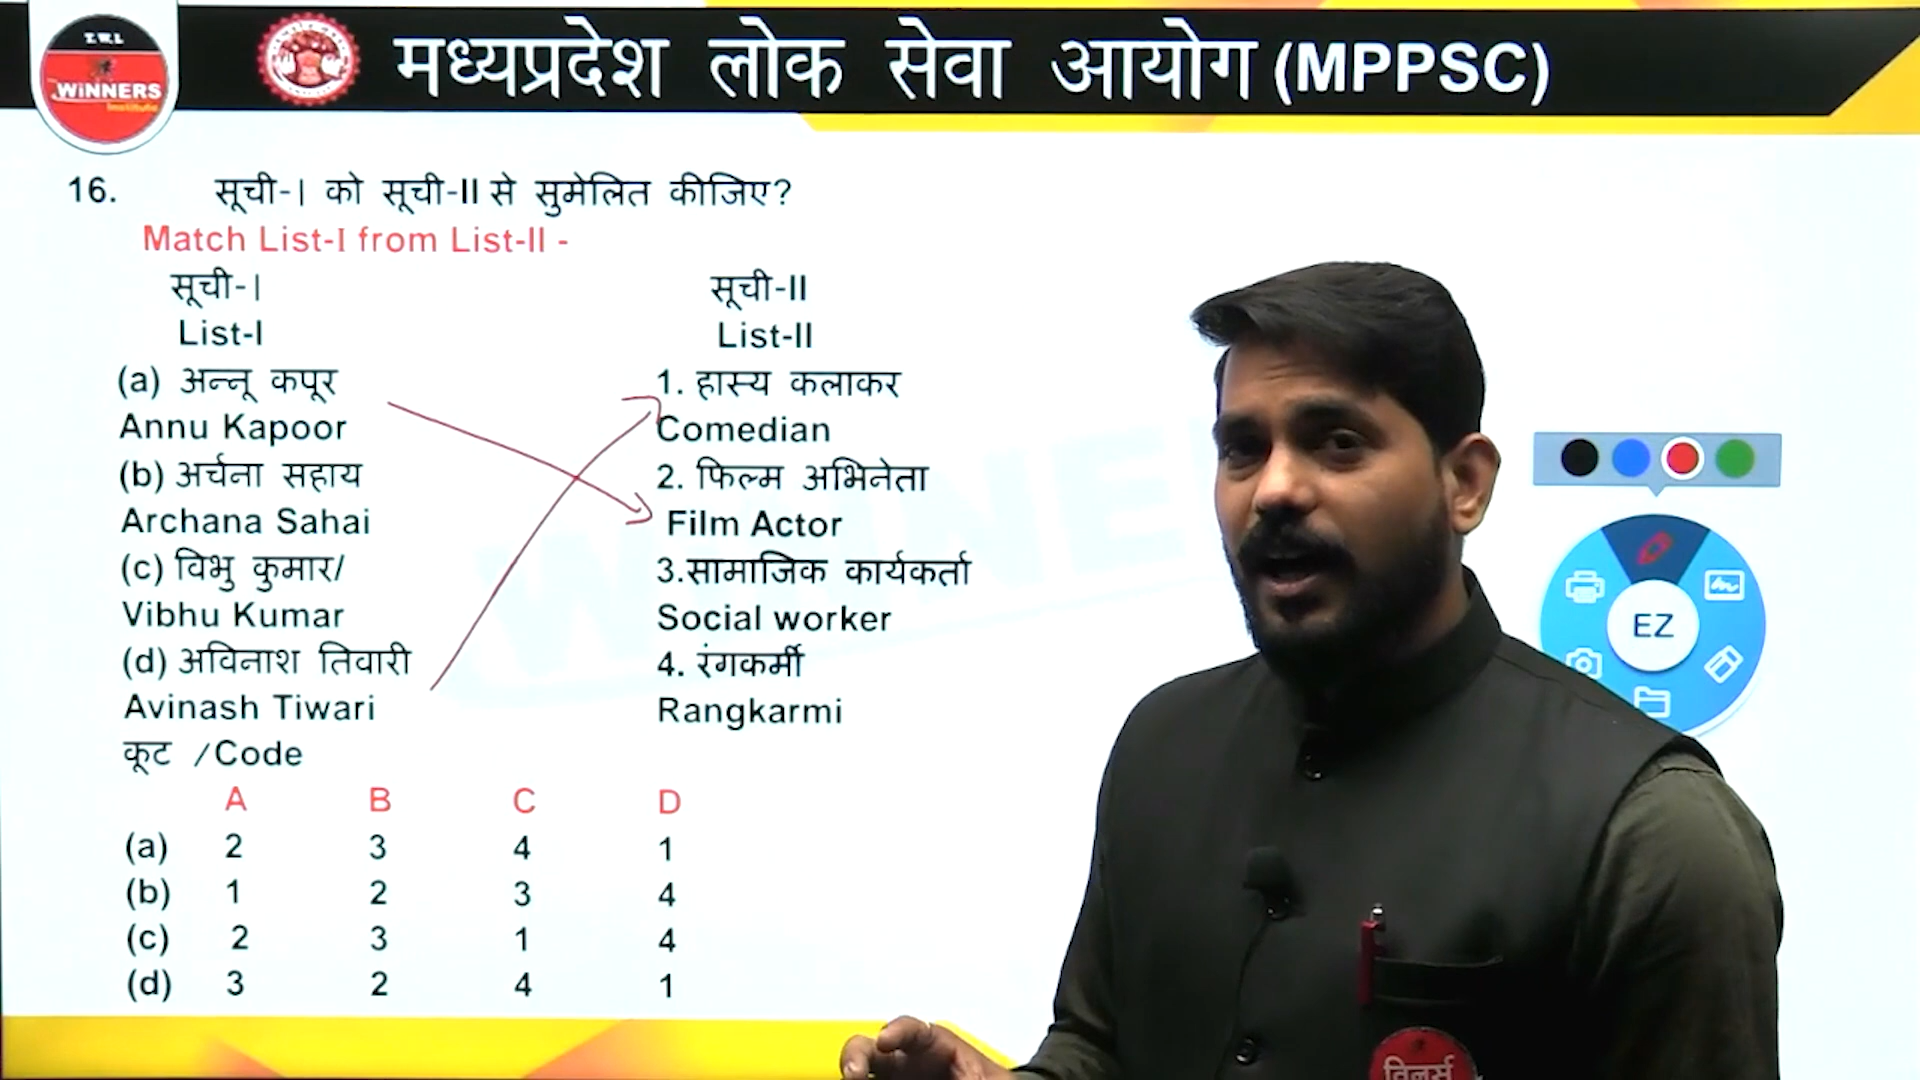 T.W.I.
WiNNERS
institute
मध्यप्रदेश लोक सेवा आयोग (MPPSC)
16. सूची-I को सूची-II से सुमेलित कीजिए?
Match List-I from List-II -
सूची-I सूची-II
List-I List-II
(a) अन्नू कपूर 1. हास्य कलाकर
Annu Kapoor Comedian
(b) अर्चना सहाय 2. फिल्म अभिनेता
Archana Sahai Film Actor
(c) विभु कुमार/ 3.सामाजिक कार्यकर्ता
Vibhu Kumar Social worker
(d) अविनाश तिवारी 4. रंगकर्मी
Avinash Tiwari Rangkarmi
कूट /Code
A B C D
(a) 2 3 4 1
(b) 1 2 3 4
(c) 2 3 1 4
(d) 3 2 4 1
EZ
विनर्स